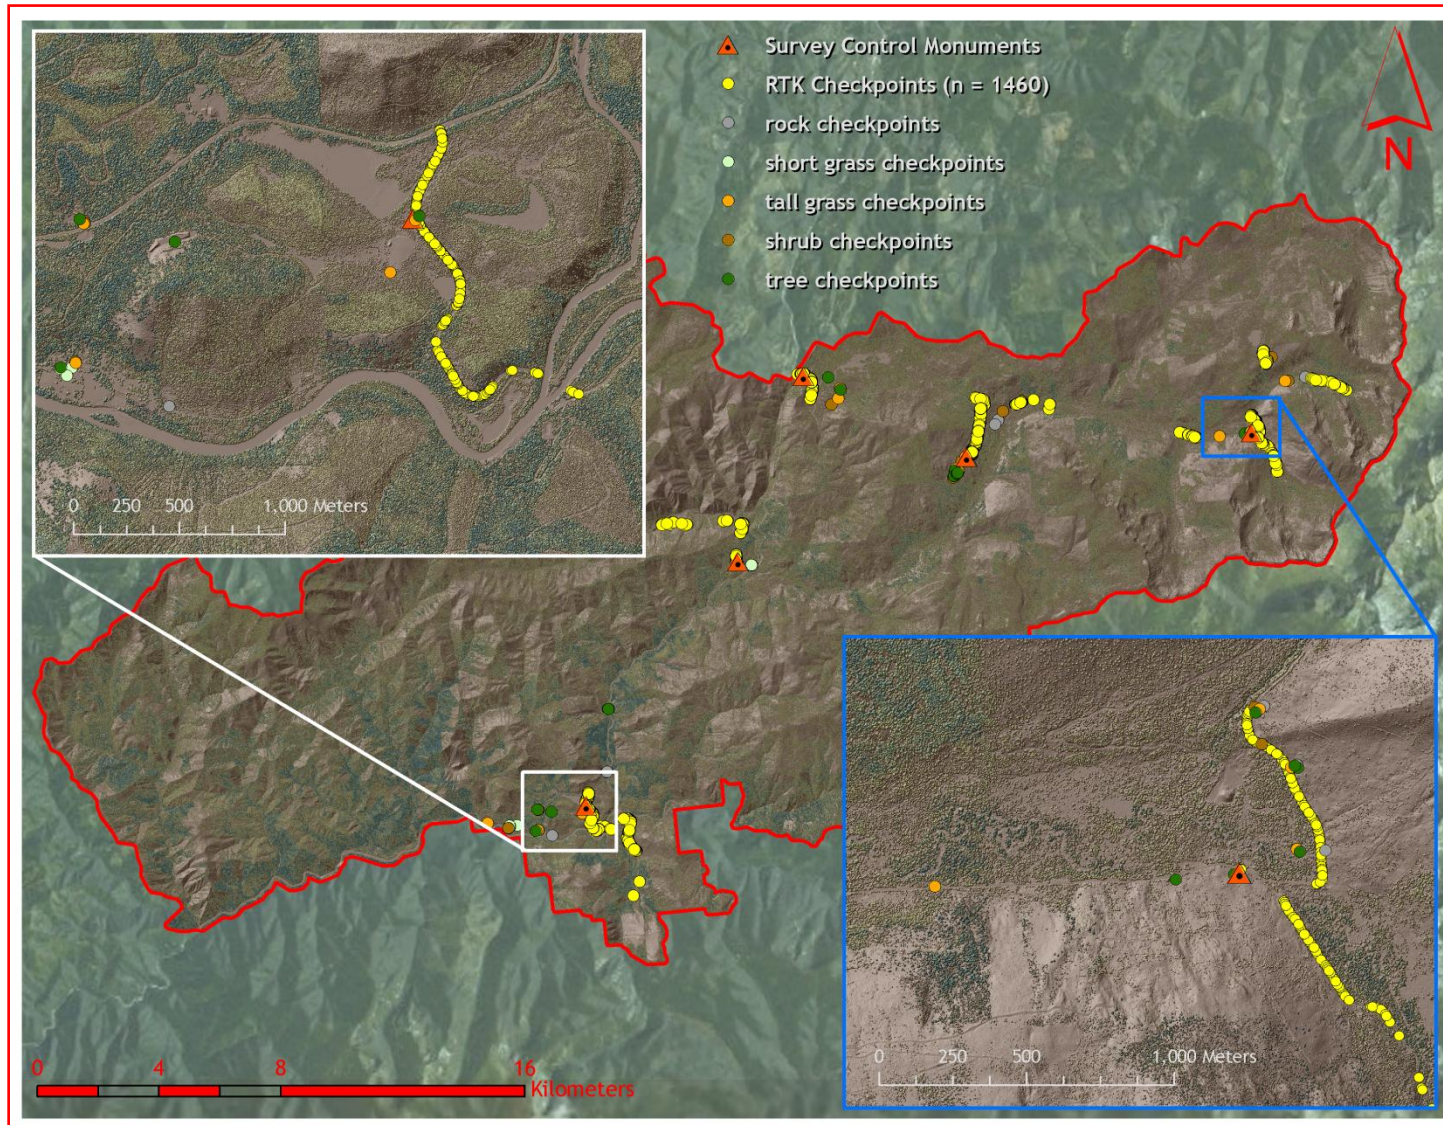 Survey Control Monuments
RTK Checkpoints (n = 1460)
rock checkpoints
short grass checkpoints
tall grass checkpoints
shrub checkpoints
tree checkpoints
N
0 250 500 1,000 Meters
0 250 500 1,000 Meters
0 4 8 16
Kilometers